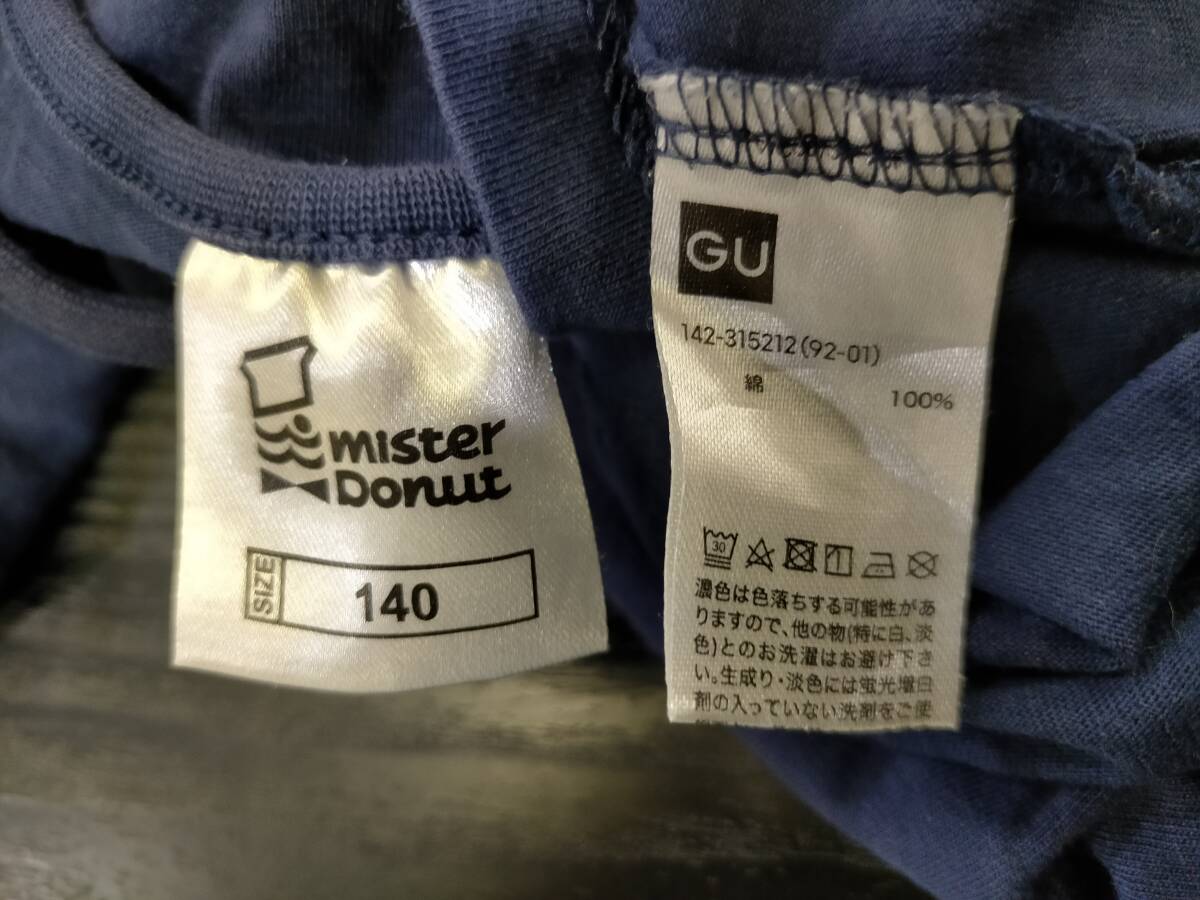 mister
Donut
SIZE
140
GU
142-315212(92-01)
綿 100%
30
濃色は色落ちする可能性があ
りますので、他の物(特に白、淡
色)とのお洗濯はお避け下さ
い。生成り・淡色には蛍光増白
剤の入っていない洗剤をご使